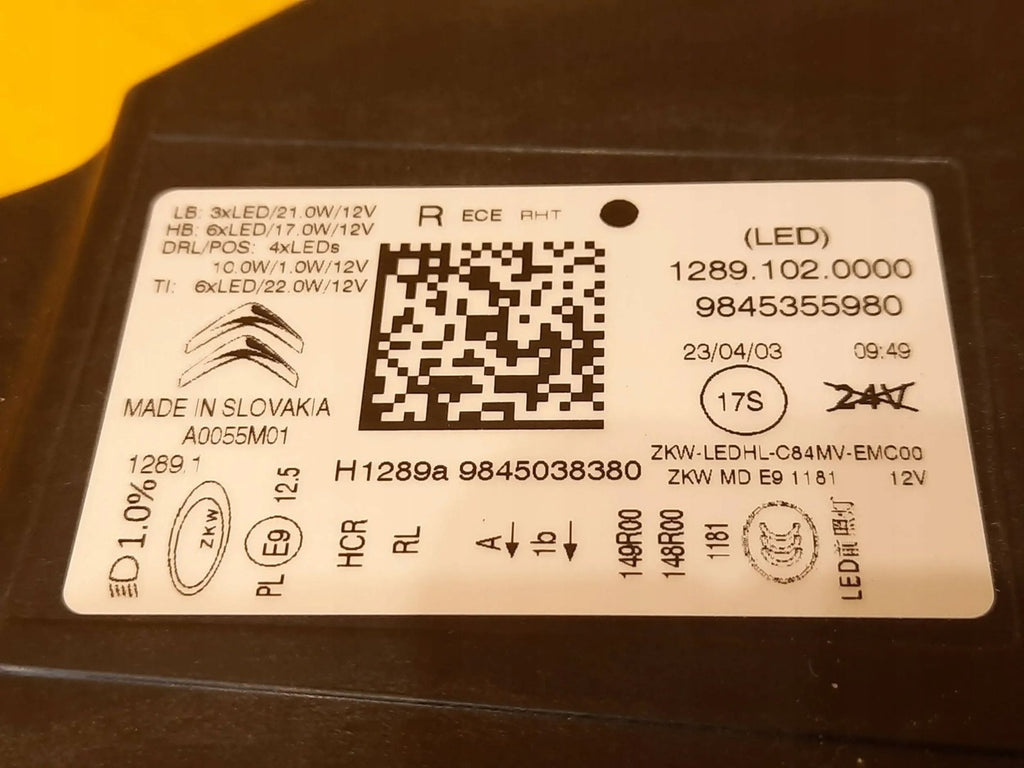 LB: 3xLED/21.0W/12V
HB: 6xLED/17.0W/12V
DRL/POS: 4xLEDs
10.0W/1.0W/12V
TI: 6xLED/22.0W/12V
R ECE RHT
(LED)
1289.102.0000
9845355980
23/04/03 09:49
17S
24V
MADE IN SLOVAKIA
A0055M01
1289.1
H1289a 9845038380
ZKW-LEDHL-C84MV-EMC00
ZKW MD E9 1181 12V
1.0%
ZKW
PL E9 12.5
HCR
RL
A
1b
149R00
148R00
1181
LED前照灯